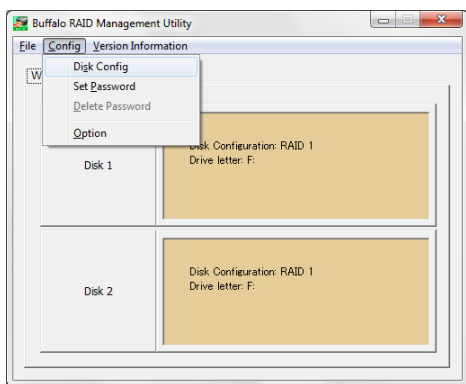 Buffalo RAID Management Utility
File Config Version Information
W
Disk Config
Set Password
Delete Password
Option
Disk 1
Disk Configuration: RAID 1
Drive letter: F:
Disk 2
Disk Configuration: RAID 1
Drive letter: F: